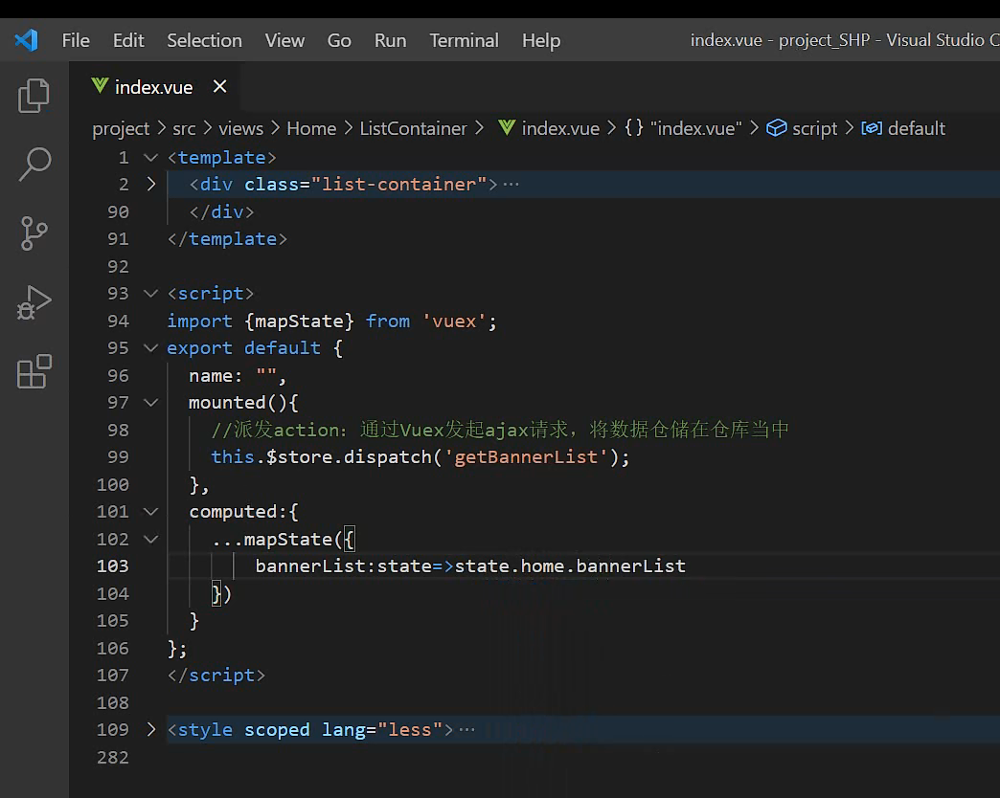 File Edit Selection View Go Run Terminal Help index.vue - project_SHP - Visual Studio C
index.vue
project > src > views > Home > ListContainer > index.vue > {} "index.vue" > script > default
1 <template>
2 <div class="list-container">···
90 </div>
91 </template>
92
93 <script>
94 import {mapState} from 'vuex';
95 export default {
96 name: "",
97 mounted(){
98 //派发action：通过Vuex发起ajax请求，将数据仓储在仓库当中
99 this.$store.dispatch('getBannerList');
100 },
101 computed:{
102 ...mapState({
103 bannerList:state=>state.home.bannerList
104 })
105 }
106 };
107 </script>
108
109 <style scoped lang="less">···
282